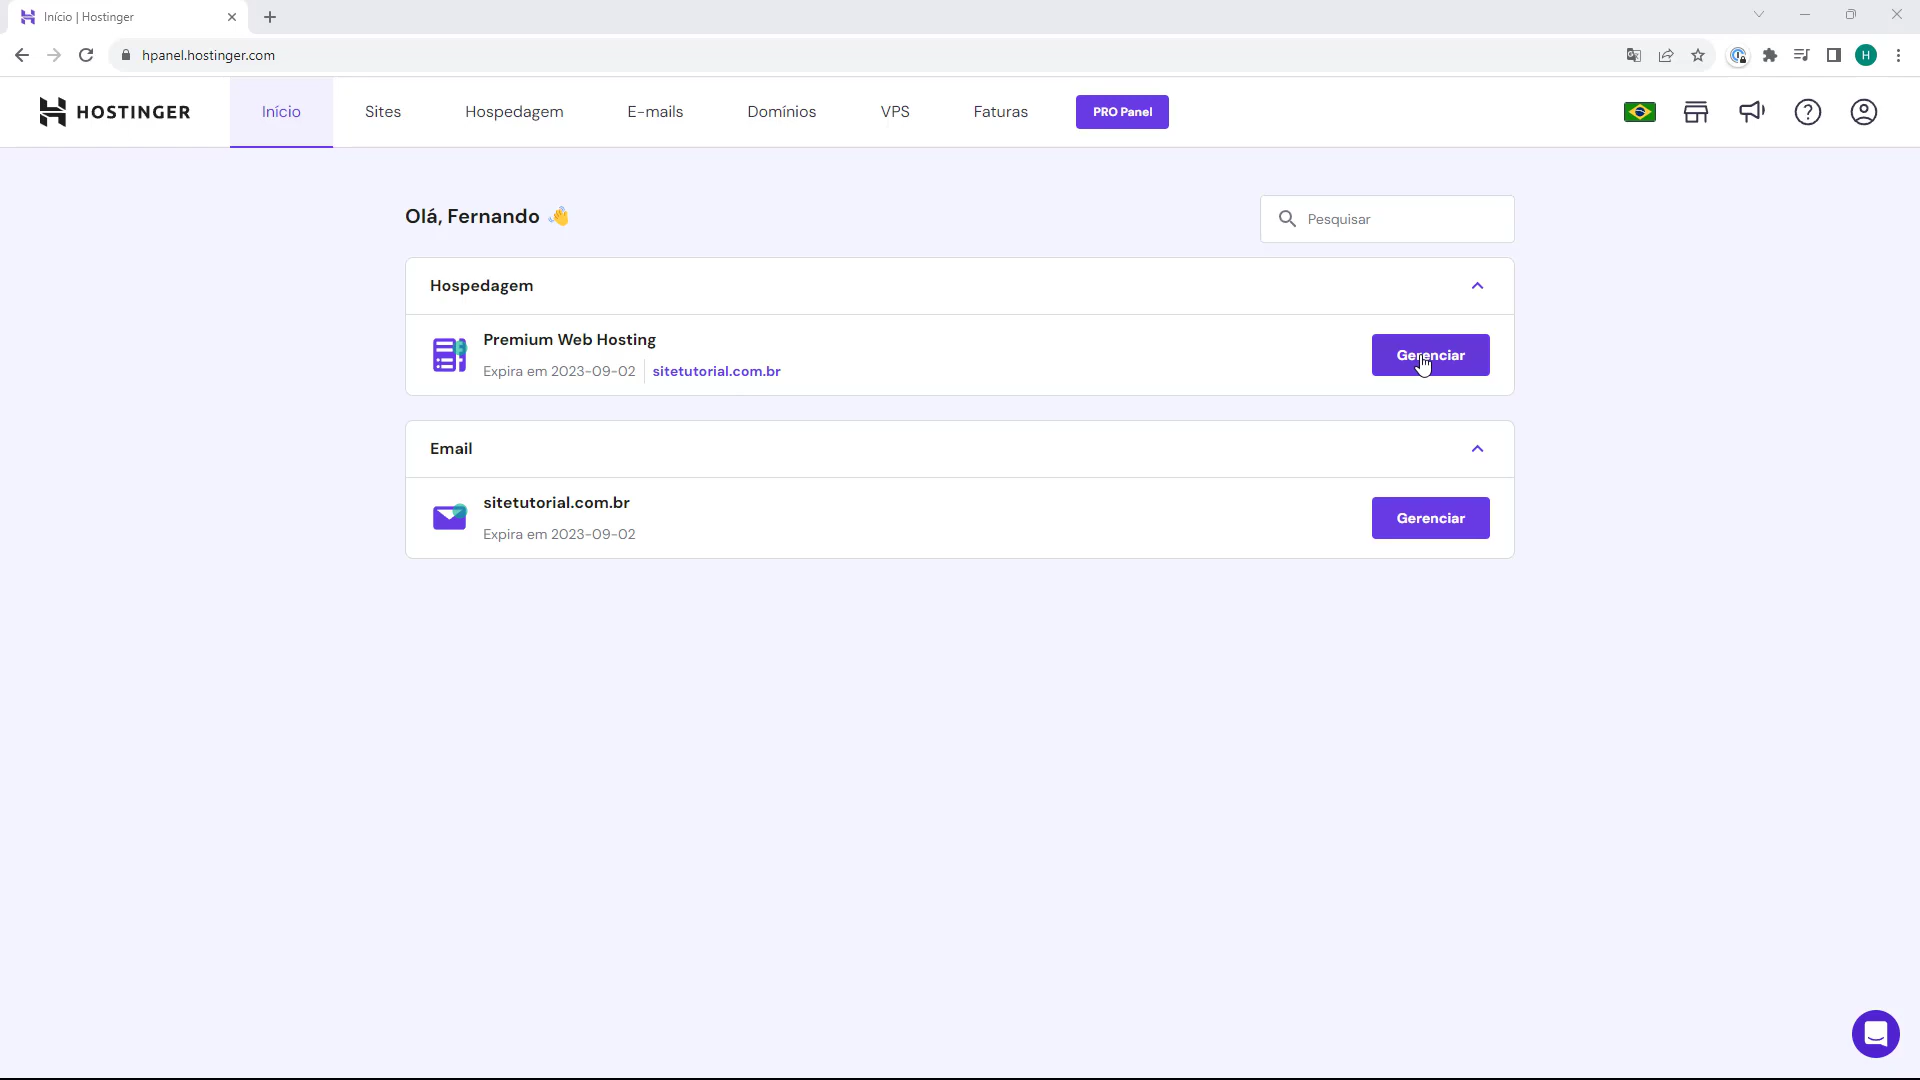 Início | Hostinger
hpanel.hostinger.com
H
HOSTINGER
Início
Sites
Hospedagem
E-mails
Domínios
VPS
Faturas
PRO Panel
Olá, Fernando 👋
Pesquisar
Hospedagem
Premium Web Hosting
Expira em 2023-09-02
sitetutorial.com.br
Gerenciar
Email
sitetutorial.com.br
Expira em 2023-09-02
Gerenciar